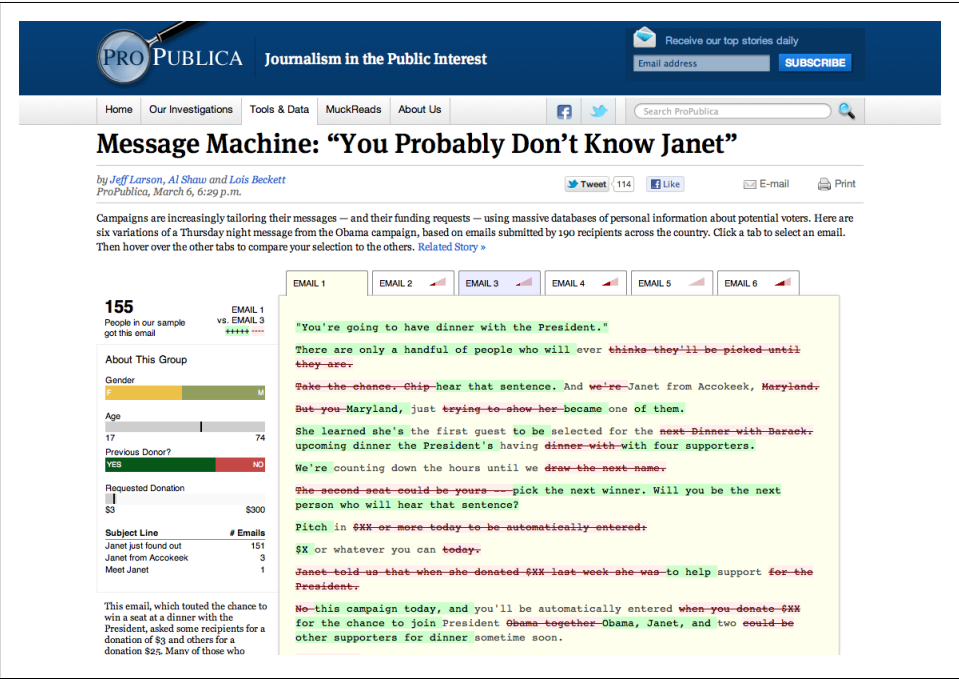 PRO PUBLICA
Journalism in the Public Interest
Receive our top stories daily
Email address
SUBSCRIBE
Home
Our Investigations
Tools & Data
MuckReads
About Us
Search ProPublica
Message Machine: “You Probably Don’t Know Janet”
by Jeff Larson, Al Shaw and Lois Beckett
ProPublica, March 6, 6:29 p.m.
Tweet
114
Like
E-mail
Print
Campaigns are increasingly tailoring their messages — and their funding requests — using massive databases of personal information about potential voters. Here are
six variations of a Thursday night message from the Obama campaign, based on emails submitted by 190 recipients across the country. Click a tab to select an email.
Then hover over the other tabs to compare your selection to the others. Related Story »
EMAIL 1
EMAIL 2
EMAIL 3
EMAIL 4
EMAIL 5
EMAIL 6
155
People in our sample
got this email
EMAIL 1
vs. EMAIL 3
+++++ ----
About This Group
Gender
F
M
Age
17
74
Previous Donor?
YES
NO
Requested Donation
$3
$300
Subject Line
# Emails
Janet just found out
151
Janet from Accokeek
3
Meet Janet
1
This email, which touted the chance to
win a seat at a dinner with the
President, asked some recipients for a
donation of $3 and others for a
donation $25. Many of those who
"You're going to have dinner with the President."
There are only a handful of people who will ever thinks they'll be picked until
they are.
Take the chance. Chip hear that sentence. And we're Janet from Accokeek, Maryland.
But you Maryland, just trying to show her became one of them.
She learned she's the first guest to be selected for the next Dinner with Barack.
upcoming dinner the President's having dinner with with four supporters.
We're counting down the hours until we draw the next name.
The second seat could be yours -- pick the next winner. Will you be the next
person who will hear that sentence?
Pitch in $XX or more today to be automatically entered:
$X or whatever you can today.
Janet told us that when she donated $XX last week she was to help support for the
President.
No this campaign today, and you'll be automatically entered when you donate $XX
for the chance to join President Obama together Obama, Janet, and two could be
other supporters for dinner sometime soon.